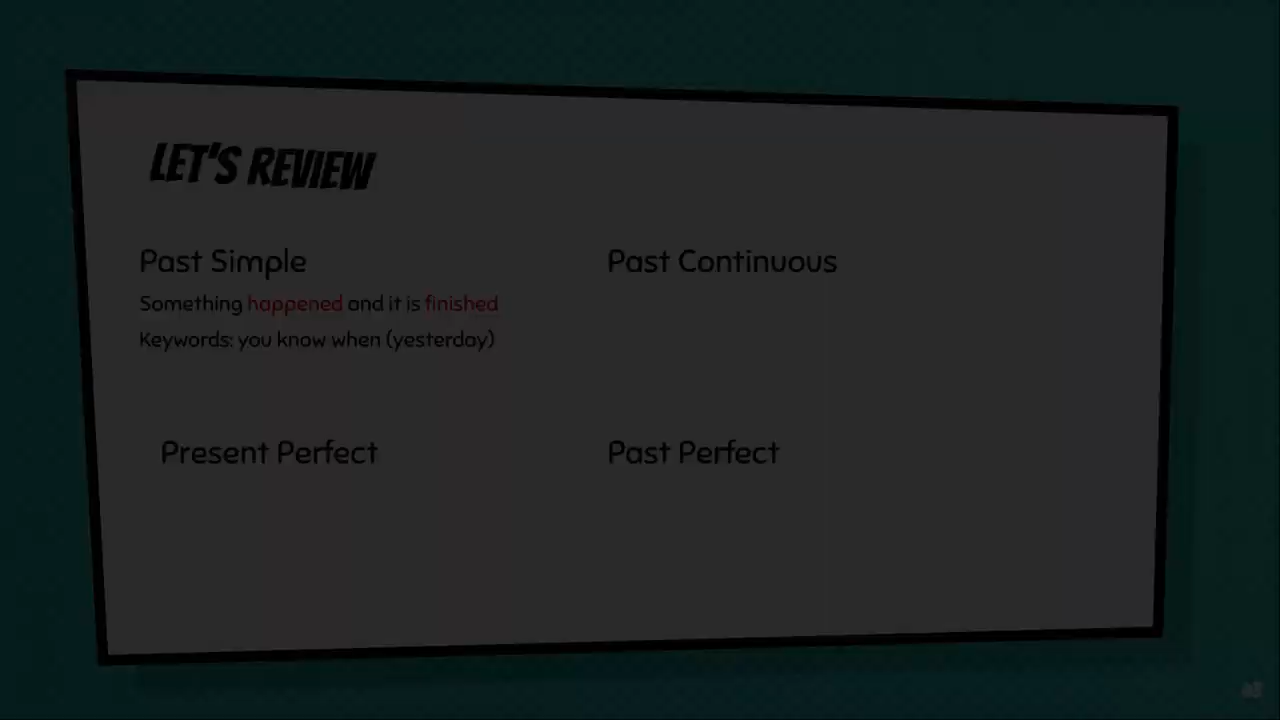 LET'S REVIEW
Past Simple
Something happened and it is finished
Keywords: you know when (yesterday)
Past Continuous
Present Perfect
Past Perfect